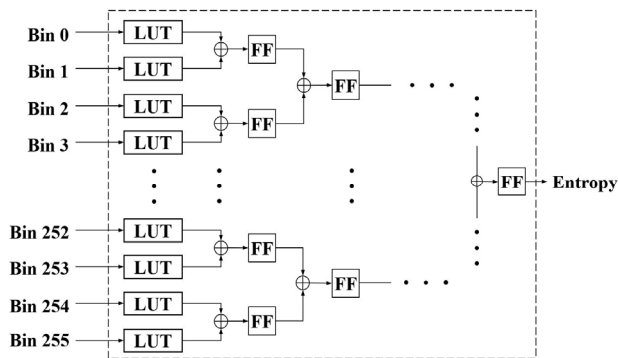 Bin 0 LUT
FF
Bin 1 LUT
FF
Bin 2 LUT
FF
Bin 3 LUT
FF Entropy
Bin 252 LUT
FF
Bin 253 LUT
FF
Bin 254 LUT
FF
Bin 255 LUT